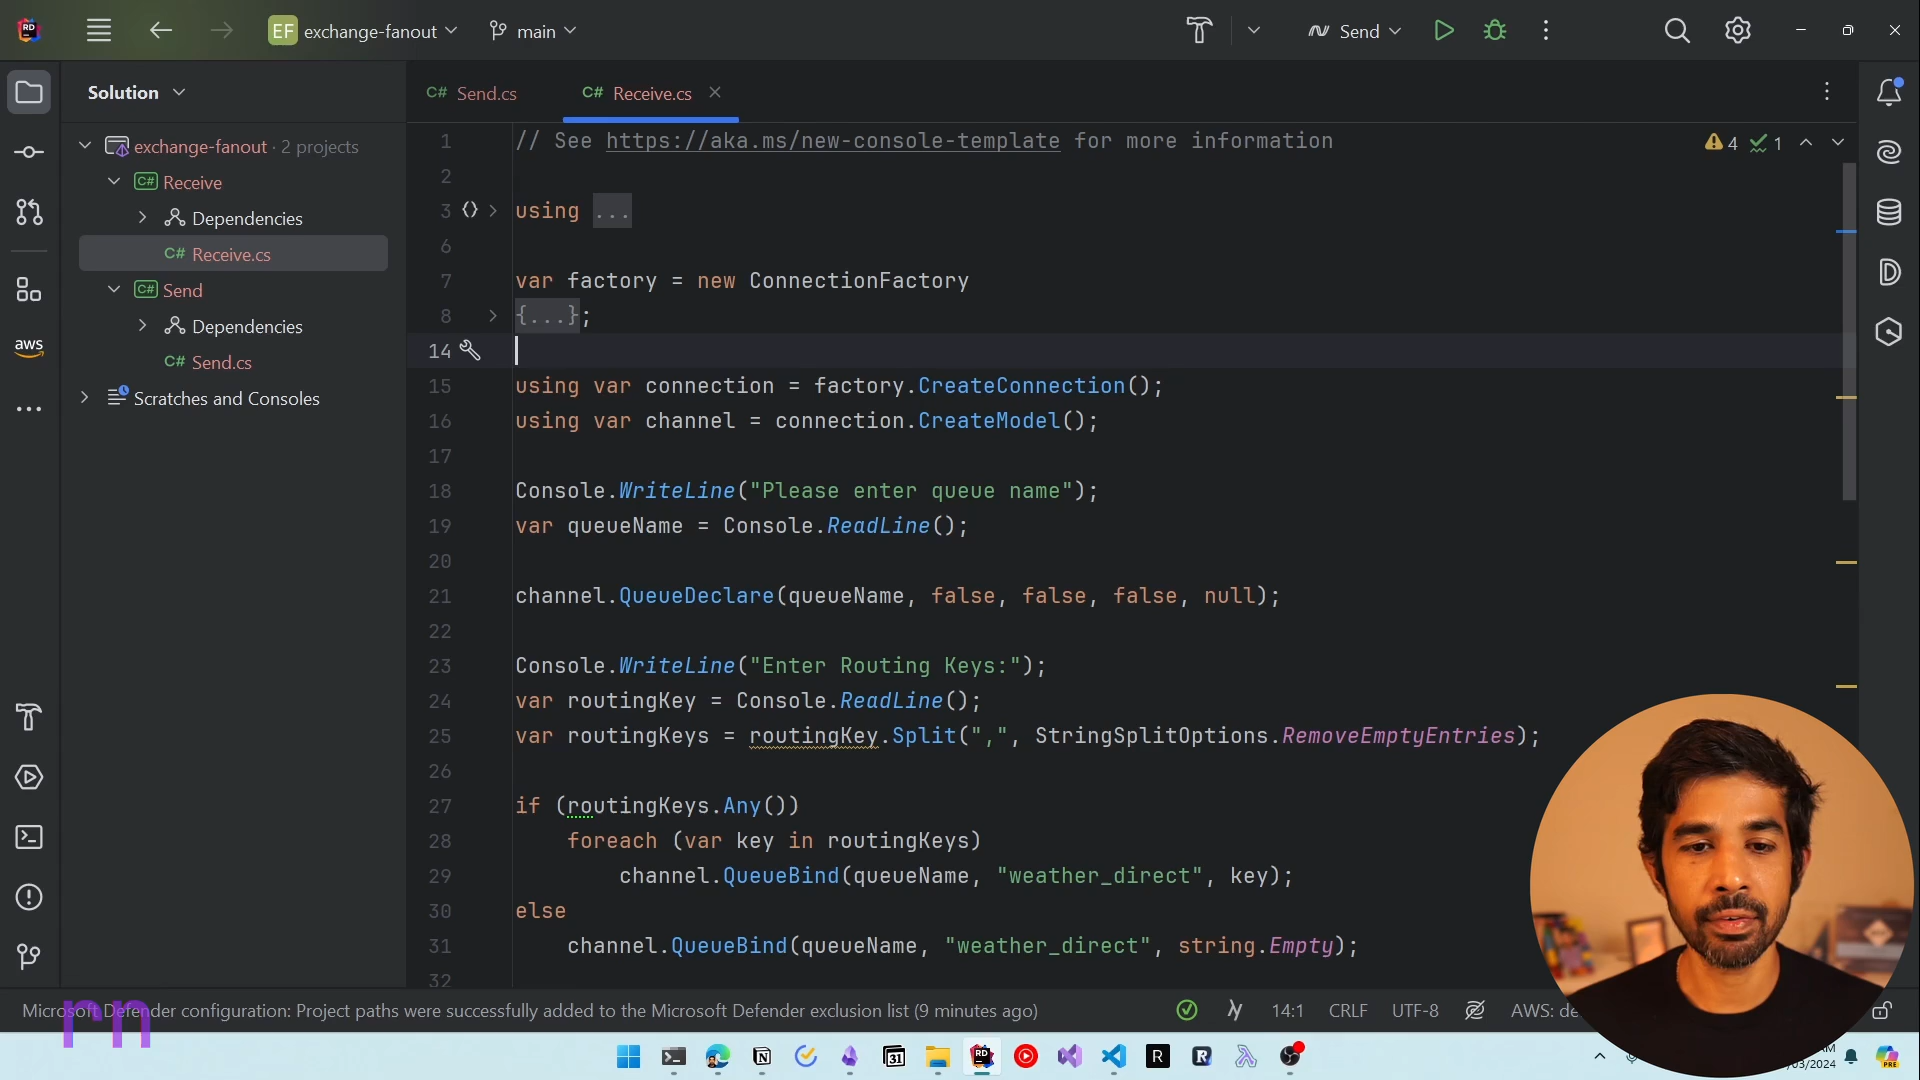 EF exchange-fanout main Send
Solution
C# Send.cs C# Receive.cs
exchange-fanout · 2 projects
C# Receive
Dependencies
C# Receive.cs
C# Send
Dependencies
C# Send.cs
Scratches and Consoles
aws
4 1
1 // See https://aka.ms/new-console-template for more information
2
3 using ...
6
7 var factory = new ConnectionFactory
8 {...};
14
15 using var connection = factory.CreateConnection();
16 using var channel = connection.CreateModel();
17
18 Console.WriteLine("Please enter queue name");
19 var queueName = Console.ReadLine();
20
21 channel.QueueDeclare(queueName, false, false, false, null);
22
23 Console.WriteLine("Enter Routing Keys:");
24 var routingKey = Console.ReadLine();
25 var routingKeys = routingKey.Split(",", StringSplitOptions.RemoveEmptyEntries);
26
27 if (routingKeys.Any())
28 foreach (var key in routingKeys)
29 channel.QueueBind(queueName, "weather_direct", key);
30 else
31 channel.QueueBind(queueName, "weather_direct", string.Empty);
32
Microsoft Defender configuration: Project paths were successfully added to the Microsoft Defender exclusion list (9 minutes ago) 14:1 CRLF UTF-8 AWS:
rn